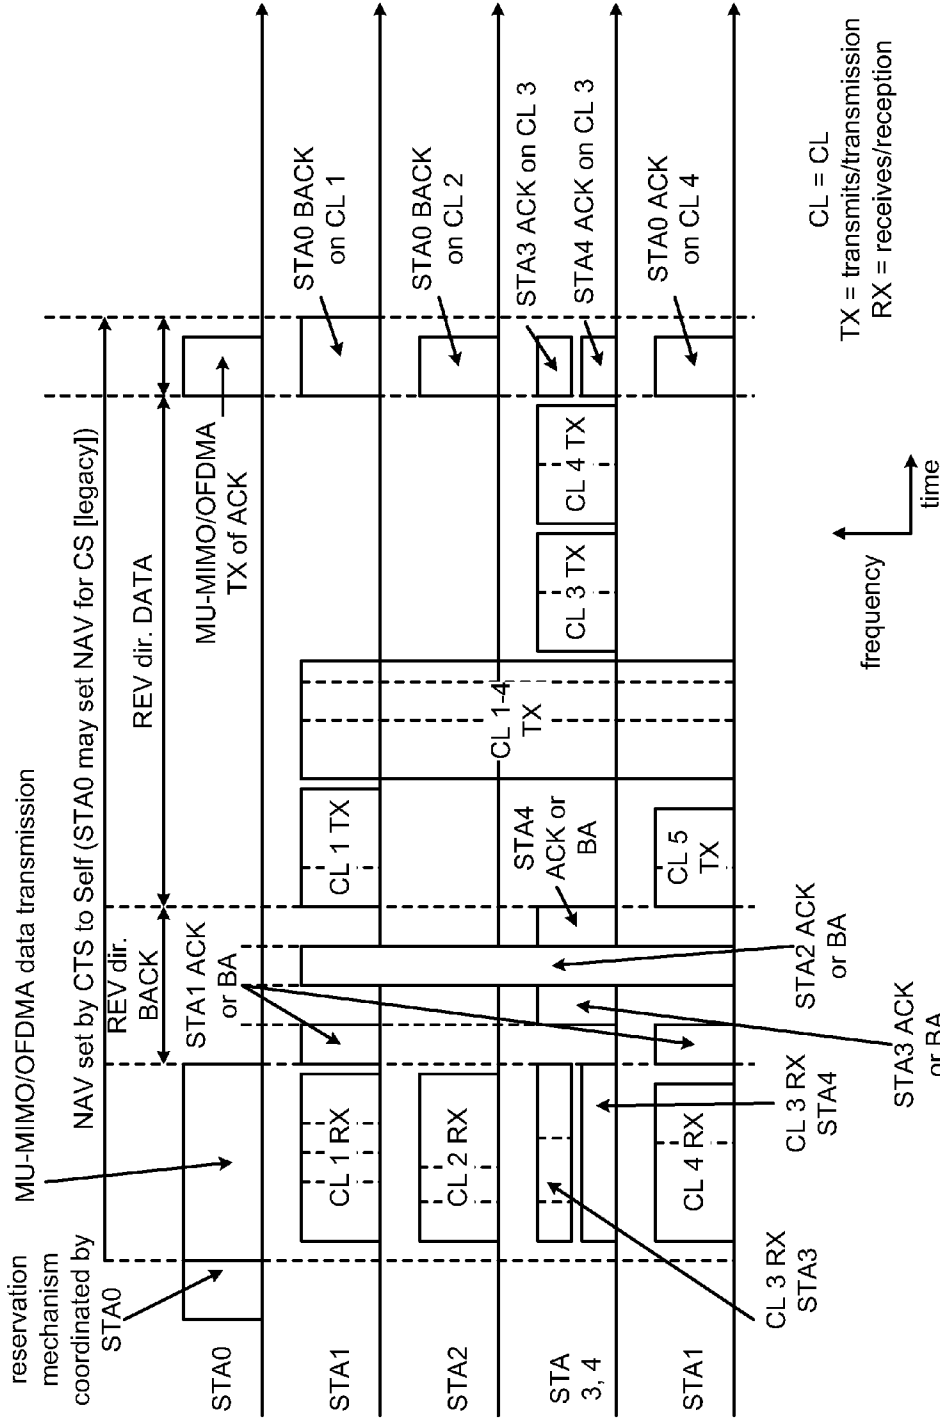 reservation
mechanism
coordinated by
STA0
MU-MIMO/OFDMA data transmission
NAV set by CTS to Self (STA0 may set NAV for CS [legacy])
REV dir.
BACK
REV dir. DATA
MU-MIMO/OFDMA
TX of ACK
STA0
STA1 ACK
or BA
STA1
CL 1 RX
CL 1 TX
STA0 BACK
on CL 1
STA2
CL 2 RX
CL 1-4
TX
STA0 BACK
on CL 2
STA
3, 4
STA4
ACK or
BA
CL 3 TX
CL 4 TX
STA3 ACK on CL 3
STA4 ACK on CL 3
STA1
CL 4 RX
CL 5
TX
STA0 ACK
on CL 4
CL 3 RX
STA3
CL 3 RX
STA4
STA3 ACK
or BA
STA2 ACK
or BA
frequency
time
CL = CL
TX = transmits/transmission
RX = receives/reception